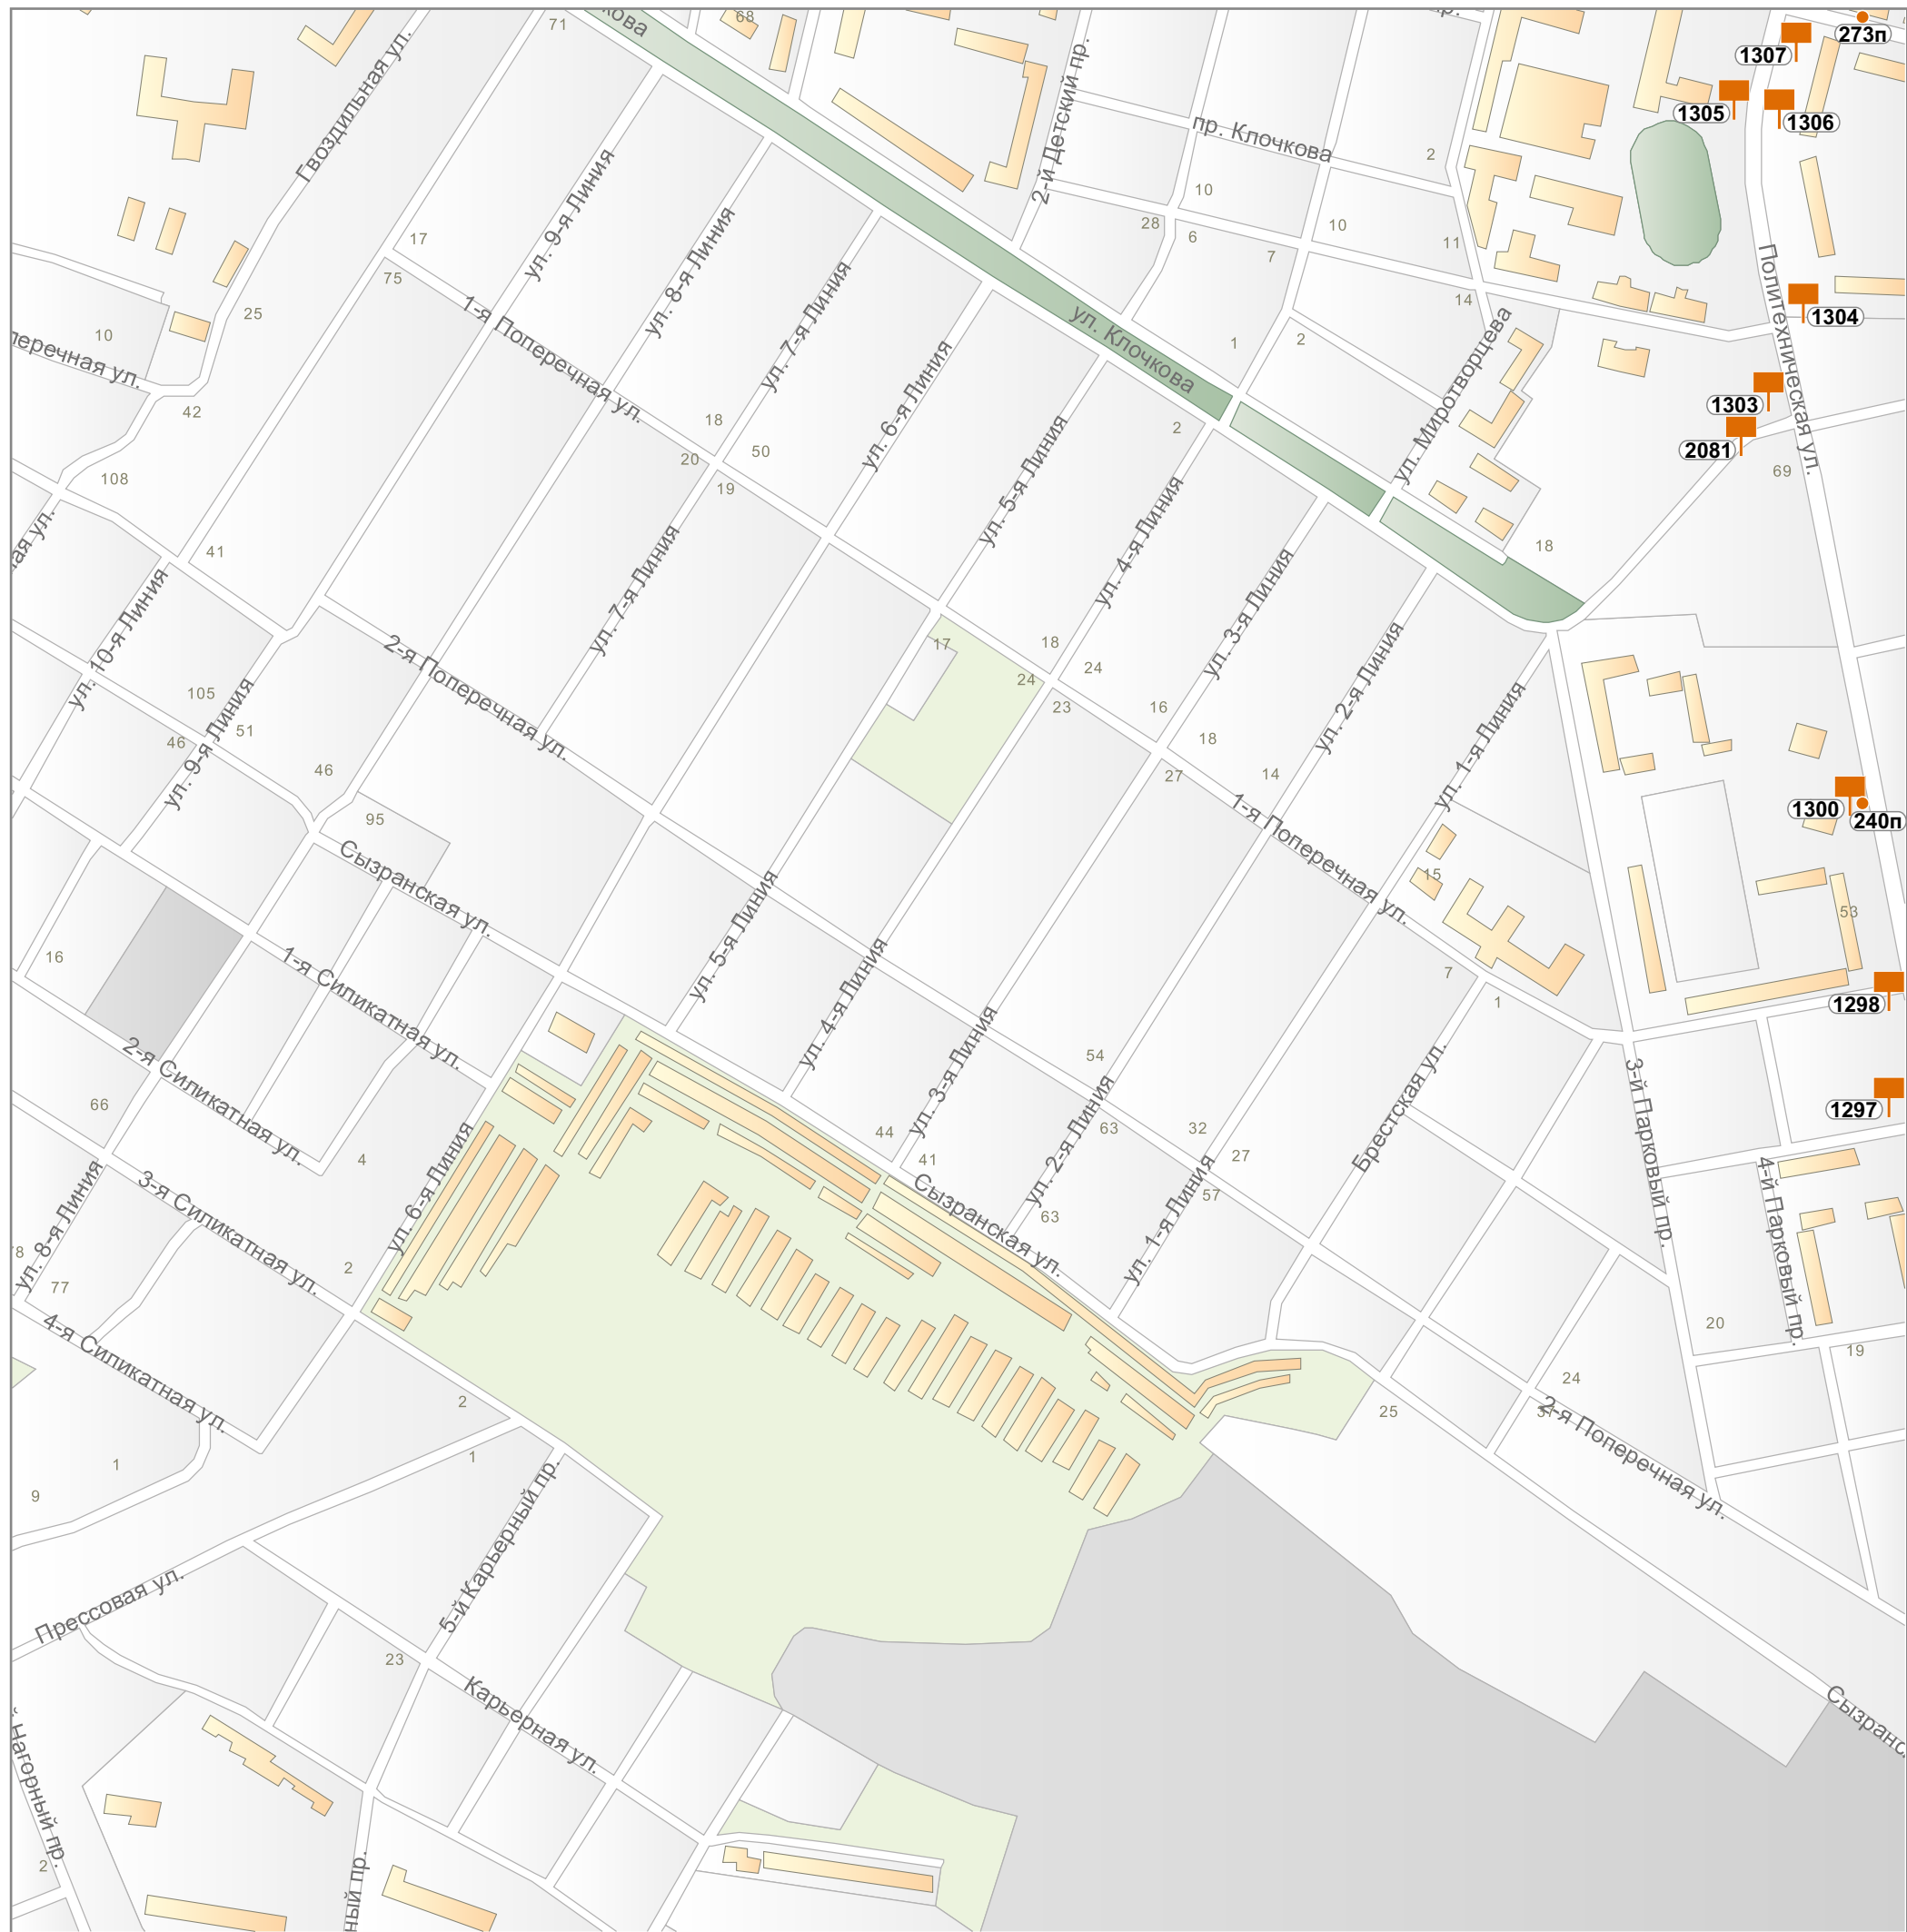 71
кова
68
273п
1307
1305
1306
Гвоздильная ул.
2-й Детский пр.
пр. Клочкова
2
10
28
6
7
10
11
14
17
75
ул. 9-я Линия
ул. 8-я Линия
ул. 7-я Линия
1-я Поперечная ул.
25
10
перечная ул.
42
108
Политехническая ул.
1304
1303
2081
69
ул. Клочкова
1
2
2
ул. Миротворцева
18
ул. 6-я Линия
18
50
20
19
ул. 5-я Линия
ул. 4-я Линия
ул. 3-я Линия
ул. 2-я Линия
ул. 1-я Линия
41
ая ул.
ул. 10-я Линия
ул. 7-я Линия
2-я Поперечная ул.
17
18
24
24
23
16
18
27
14
105
46
51
46
ул. 9-я Линия
95
Сызранская ул.
1-я Поперечная ул.
15
1300
240п
53
1298
1297
16
1-я Силикатная ул.
2-я Силикатная ул.
ул. 5-я Линия
ул. 4-я Линия
ул. 3-я Линия
7
1
54
44
41
63
32
27
57
63
66
4
3-я Силикатная ул.
ул. 8-я Линия
ул. 6-я Линия
Сызранская ул.
ул. 2-я Линия
ул. 1-я Линия
Брестская ул.
3-й Парковый пр.
4-й Парковый пр.
8
77
2
4-я Силикатная ул.
20
19
24
37
25
2-я Поперечная ул.
2
1
1
9
5-й Карьерный пр.
Прессовая ул.
23
Карьерная ул.
Сызранс
й Нагорный пр.
2
ный пр.